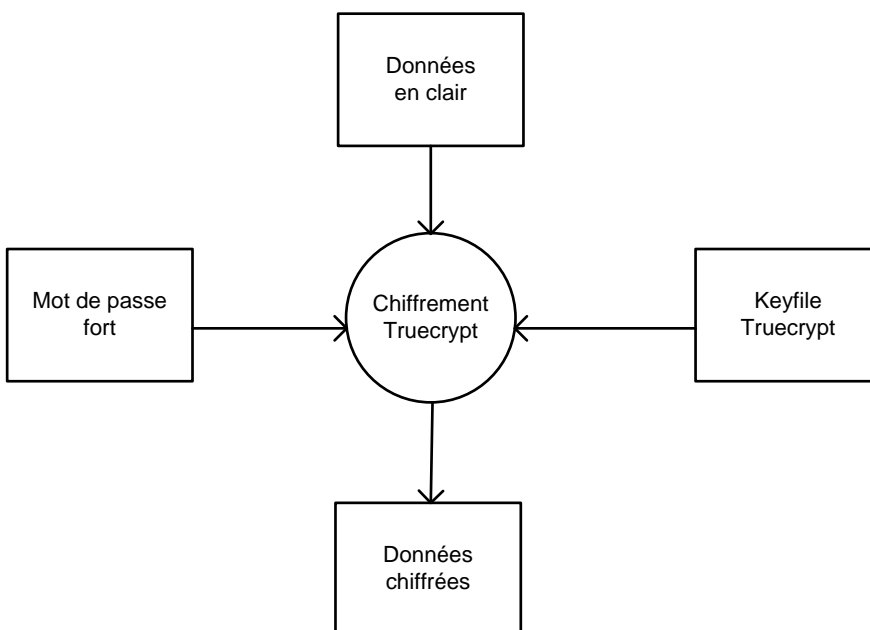 Données
en clair
Mot de passe
fort
Chiffrement
Truecrypt
Keyfile
Truecrypt
Données
chiffrées